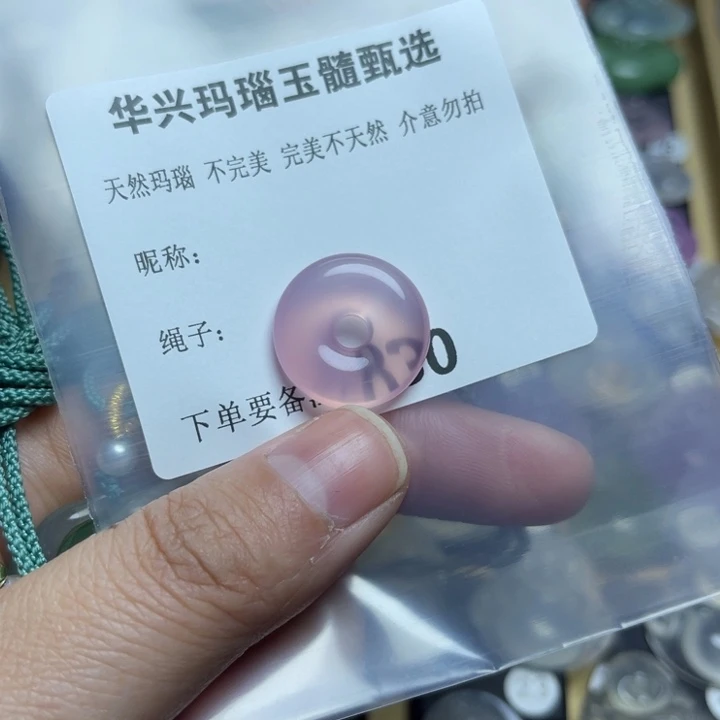 华兴玛瑙玉髓甄选
天然玛瑙 不完美 完美不天然 介意勿拍
昵称:
绳子:
下单要备